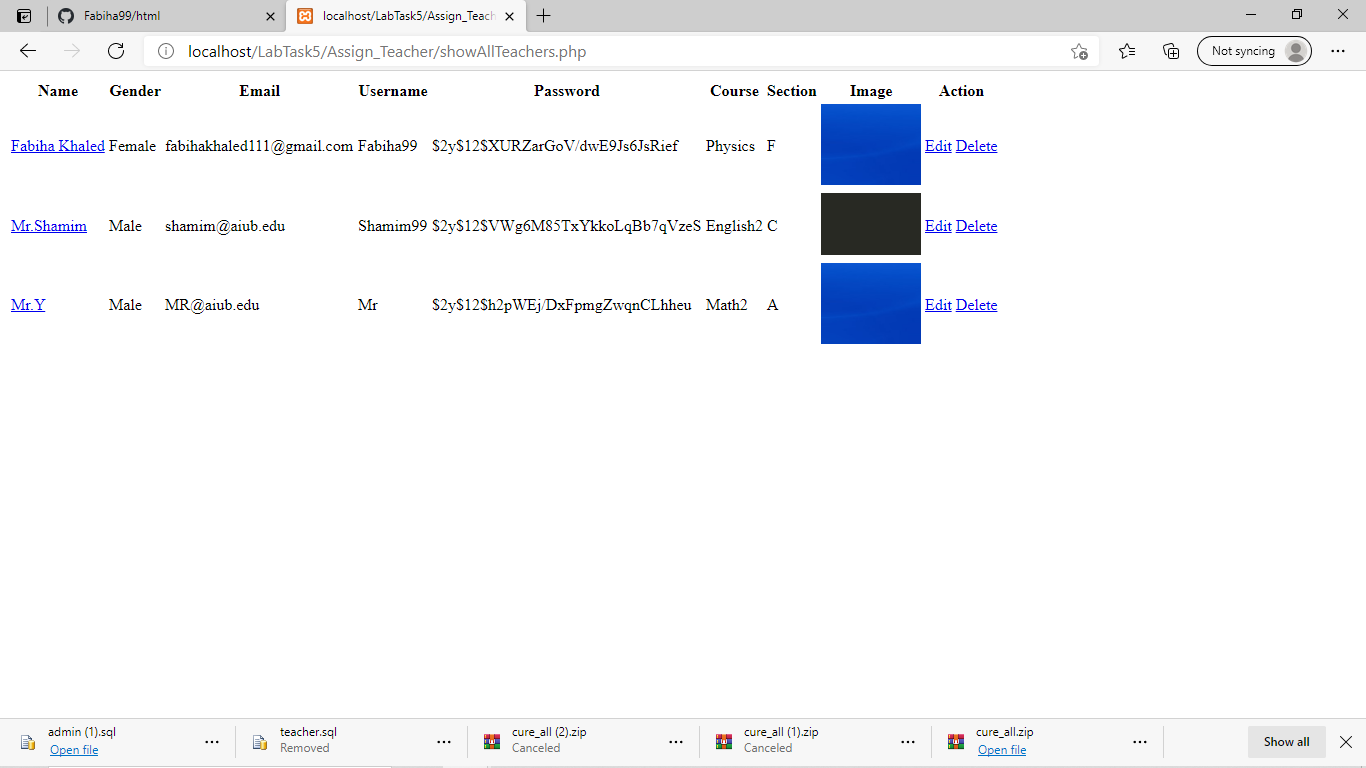 Fabiha99/html
localhost/LabTask5/Assign_Teach
Not syncing
localhost/LabTask5/Assign_Teacher/showAllTeachers.php
Name Gender Email Username Password Course Section Image Action
Fabiha Khaled Female fabihakhaled111@gmail.com Fabiha99 $2y$12$XURZarGoV/dwE9Js6JsRief Physics F Edit Delete
Mr.Shamim Male shamim@aiub.edu Shamim99 $2y$12$VWg6M85TxYkkoLqBb7qVzeS English2 C Edit Delete
Mr.Y Male MR@aiub.edu Mr $2y$12$h2pWEj/DxFpmgZwqnCLhheu Math2 A Edit Delete
admin (1).sql
Open file
teacher.sql
Removed
cure_all (2).zip
Canceled
cure_all (1).zip
Canceled
cure_all.zip
Open file
Show all